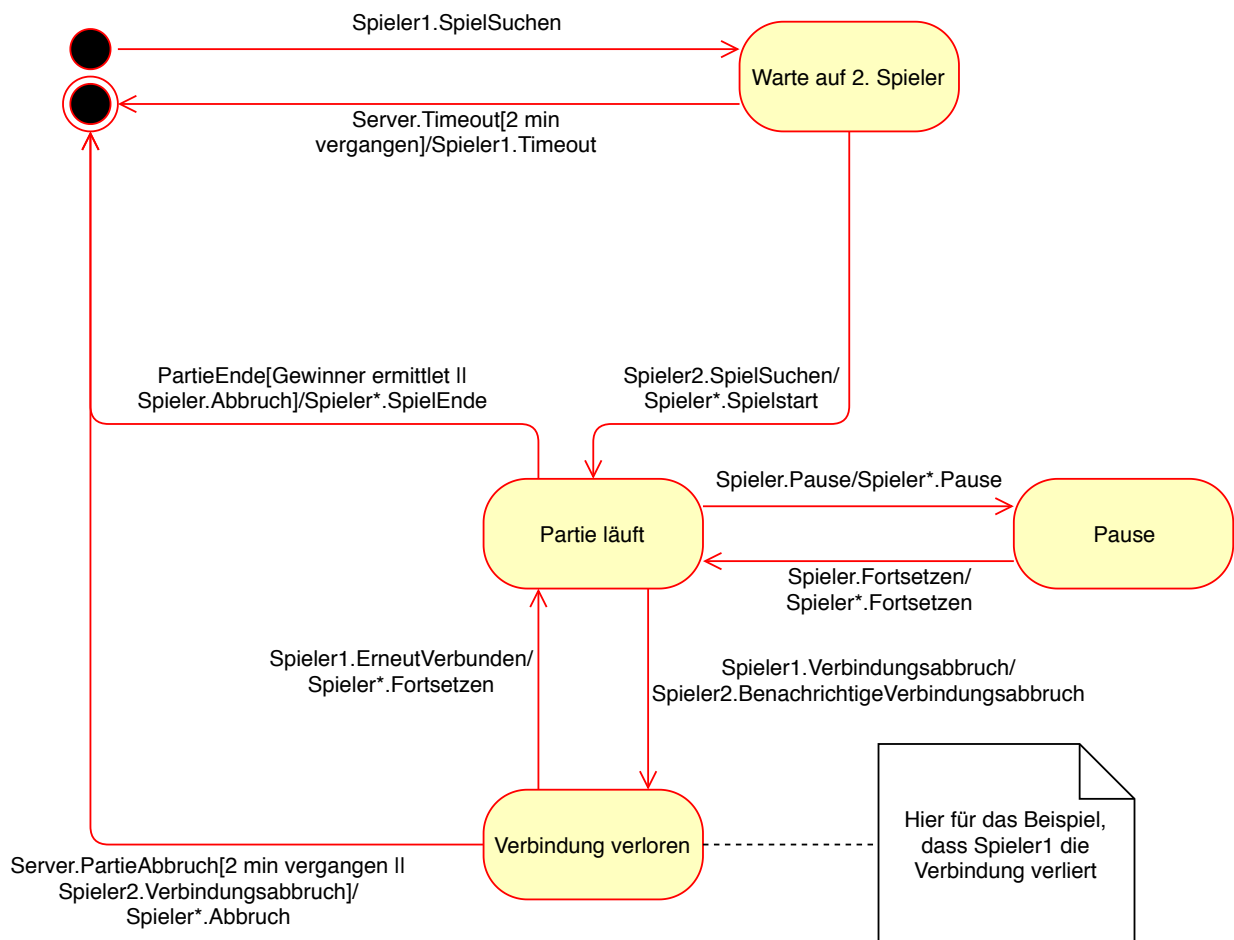 Spieler1.SpielSuchen
Warte auf 2. Spieler
Server.Timeout[2 min
vergangen]/Spieler1.Timeout
PartieEnde[Gewinner ermittlet ||
Spieler.Abbruch]/Spieler*.SpielEnde
Spieler2.SpielSuchen/
Spieler*.Spielstart
Spieler.Pause/Spieler*.Pause
Partie läuft
Pause
Spieler.Fortsetzen/
Spieler*.Fortsetzen
Spieler1.ErneutVerbunden/
Spieler*.Fortsetzen
Spieler1.Verbindungsabbruch/
Spieler2.BenachrichtigeVerbindungsabbruch
Verbindung verloren
Hier für das Beispiel,
dass Spieler1 die
Verbindung verliert
Server.PartieAbbruch[2 min vergangen ||
Spieler2.Verbindungsabbruch]/
Spieler*.Abbruch